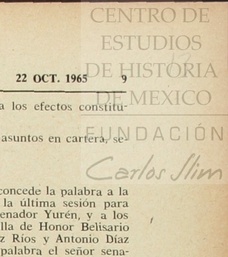 CENTRO DE
ESTUDIOS
DE HISTORIA
DE MEXICO
FUNDACIÓN
Carlos Slim
22 OCT. 1965 9
a los efectos constitu-
asuntos en cartera, se-
concede la palabra a la
la última sesión para
enador Yurén, y a los
lla de Honor Belisario
z Ríos y Antonio Díaz
palabra el señor sena-